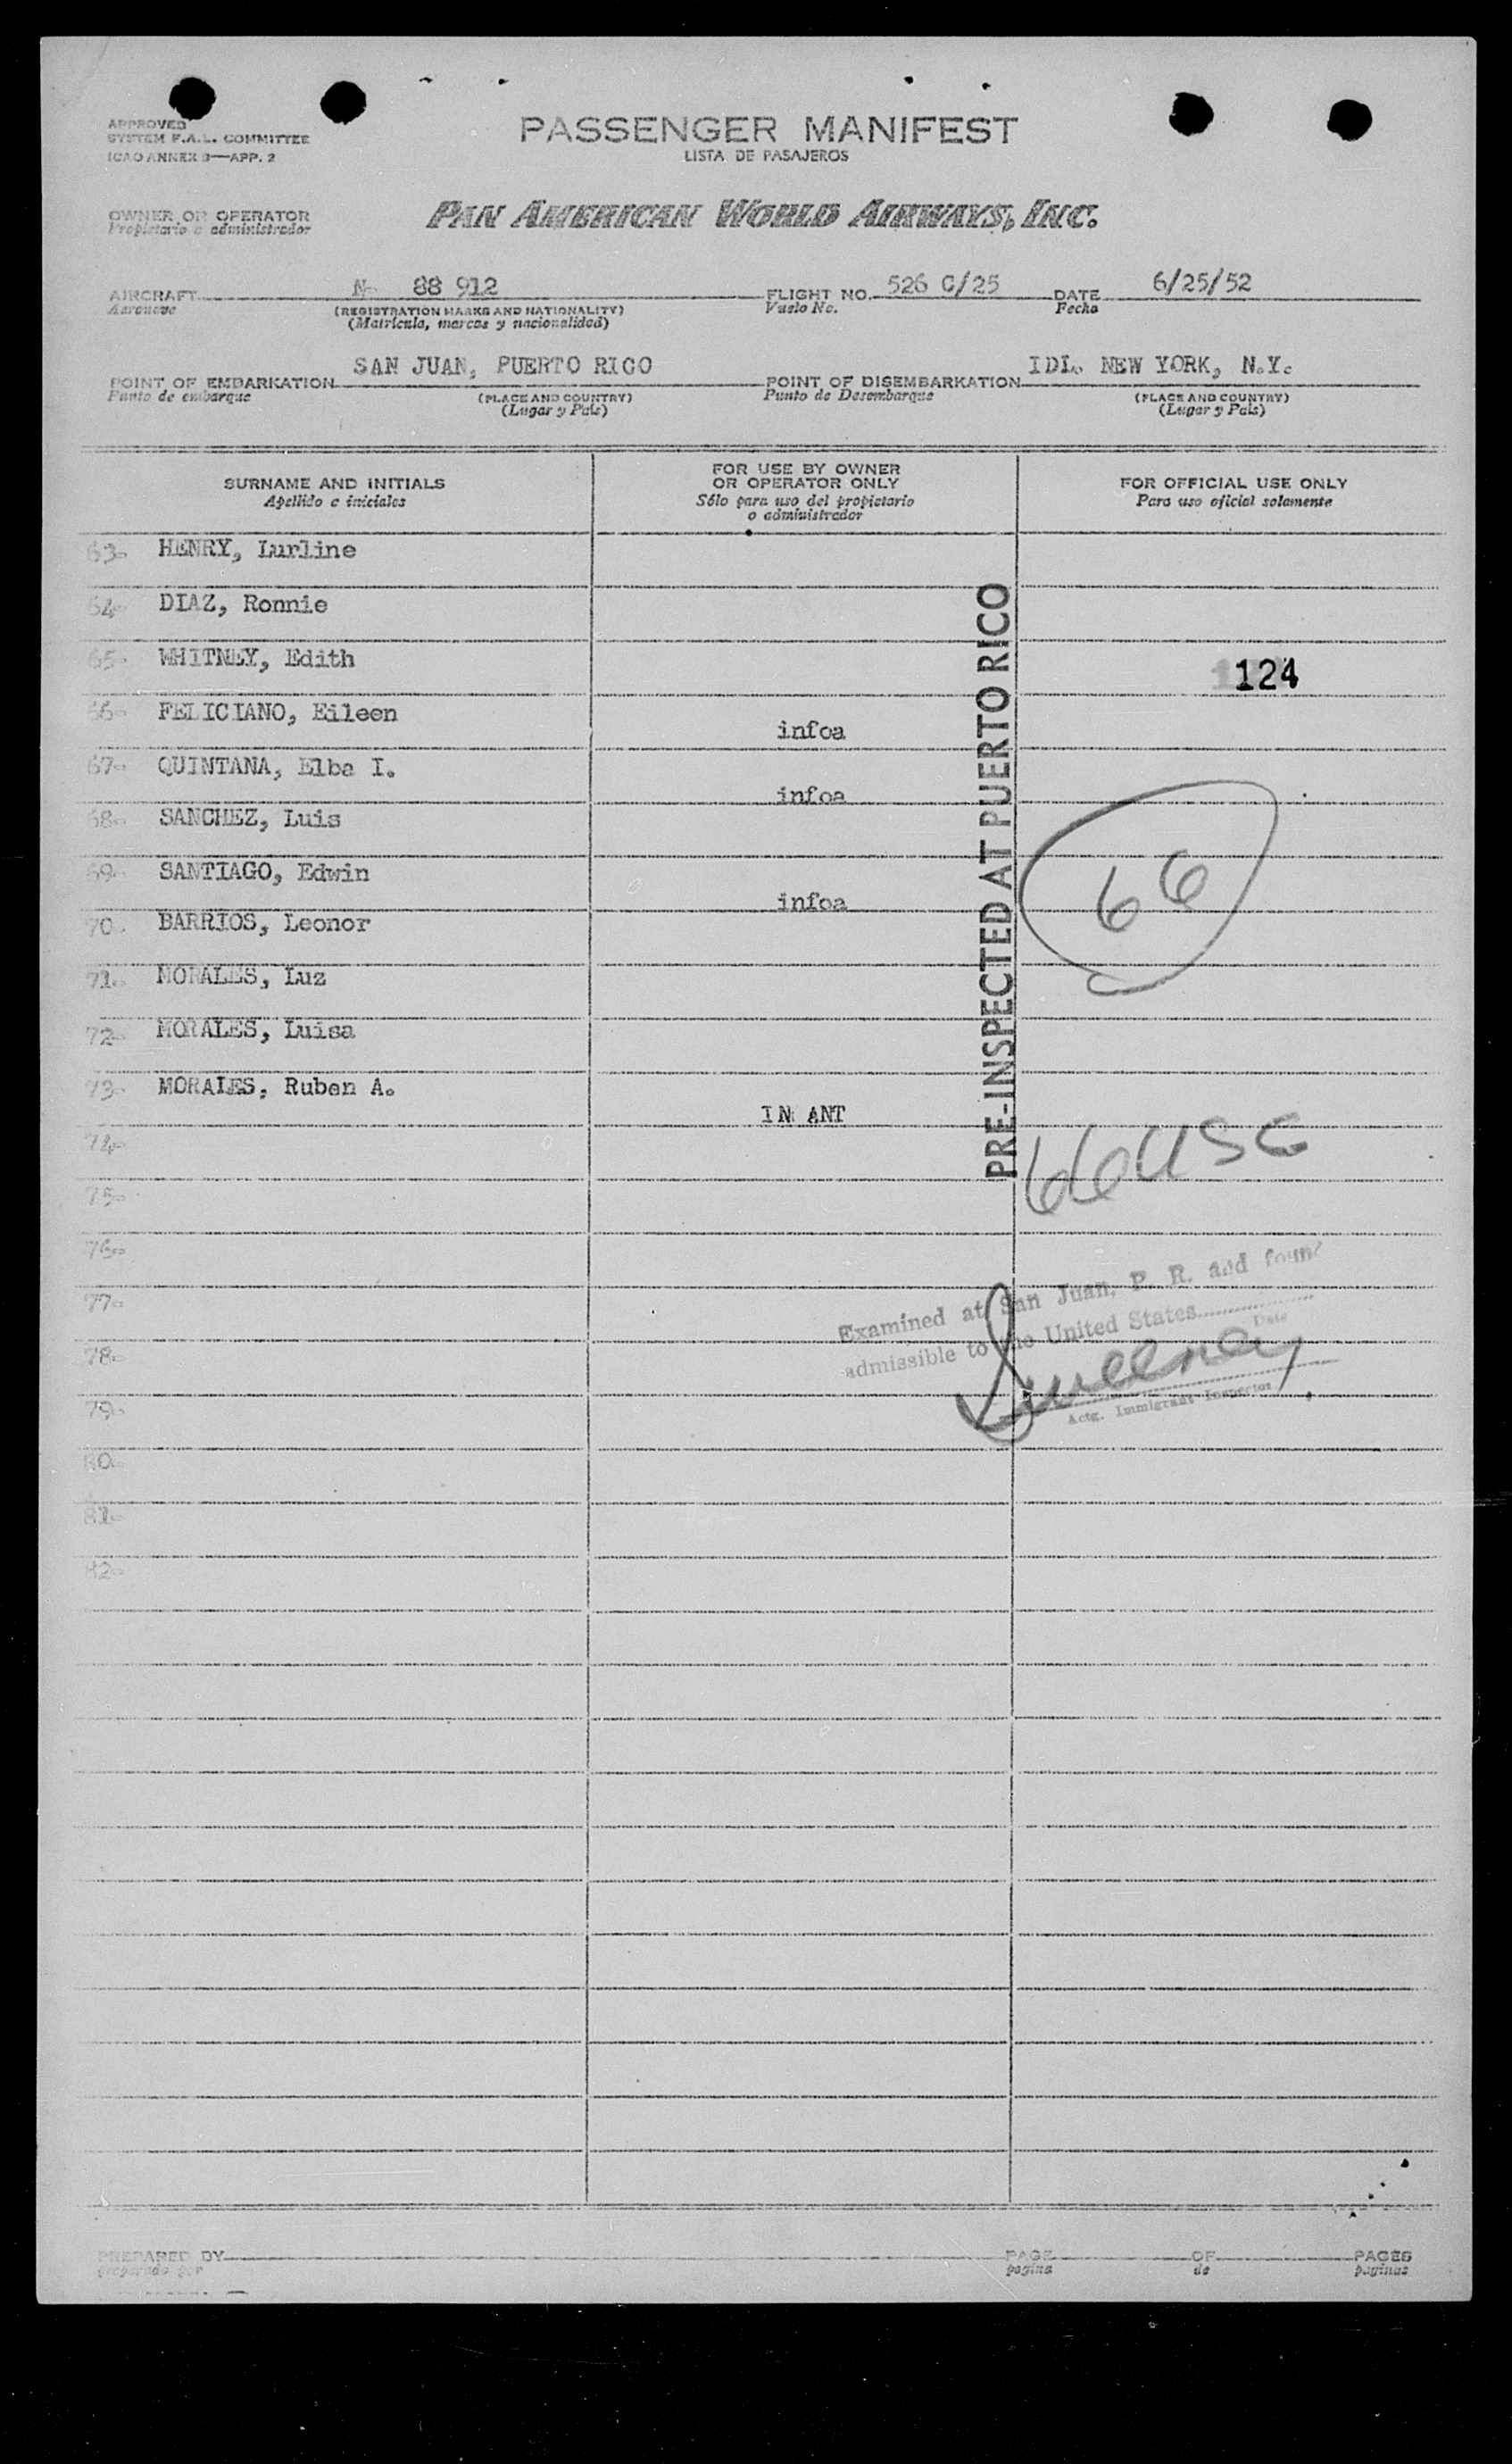 APPROVED
SYSTEM F.A.L. COMMITTEE
ICAO ANNEX 9—APP. 2
PASSENGER MANIFEST
LISTA DE PASAJEROS
OWNER OR OPERATOR
Propietario o administrador
PAN AMERICAN WORLD AIRWAYS, INC.
AIRCRAFT N- 88 912 FLIGHT NO. 526 C/25 DATE 6/25/52
Aeronave (REGISTRATION MARKS AND NATIONALITY) Vuelo No. Fecha
(Matrícula, marcas y nacionalidad)
POINT OF EMBARKATION SAN JUAN, PUERTO RICO POINT OF DISEMBARKATION IDL. NEW YORK, N.Y.
Punto de embarque (PLACE AND COUNTRY) Punto de Desembarque (PLACE AND COUNTRY)
(Lugar y País) (Lugar y País)
SURNAME AND INITIALS
Apellido e iniciales
FOR USE BY OWNER
OR OPERATOR ONLY
Sólo para uso del propietario
o administrador
FOR OFFICIAL USE ONLY
Para uso oficial solamente
63- HENRY, Lurline
64- DIAZ, Ronnie
65- WHITNEY, Edith
124
66- FELICIANO, Eileen
infoa
67- QUINTANA, Elba I.
infoa
68- SANCHEZ, Luis
69- SANTIAGO, Edwin
infoa
66
70- BARRIOS, Leonor
71- MORALES, Luz
72- MORALES, Luisa
73- MORALES, Ruben A.
IN ANT
PRE-INSPECTED AT PUERTO RICO
74-
66 USC
75-
76-
77-
78-
79-
80-
81-
82-
Examined at San Juan, P. R. and found
admissible to the United States
Date
Sweeney
Actg. Immigrant Inspector
PREPARED BY PAGE OF PAGES
preparado por pagina de paginas